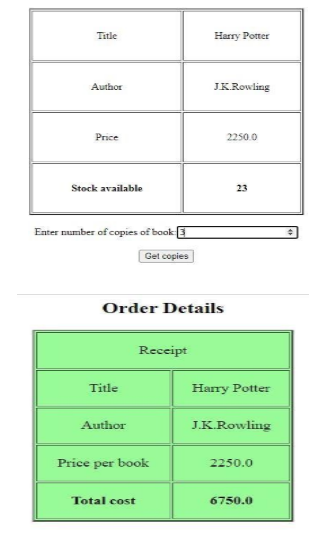 Title Harry Potter
Author J.K.Rowling
Price 2250.0
Stock available 23
Enter number of copies of book: 3
Get copies
Order Details
Receipt
Title Harry Potter
Author J.K.Rowling
Price per book 2250.0
Total cost 6750.0